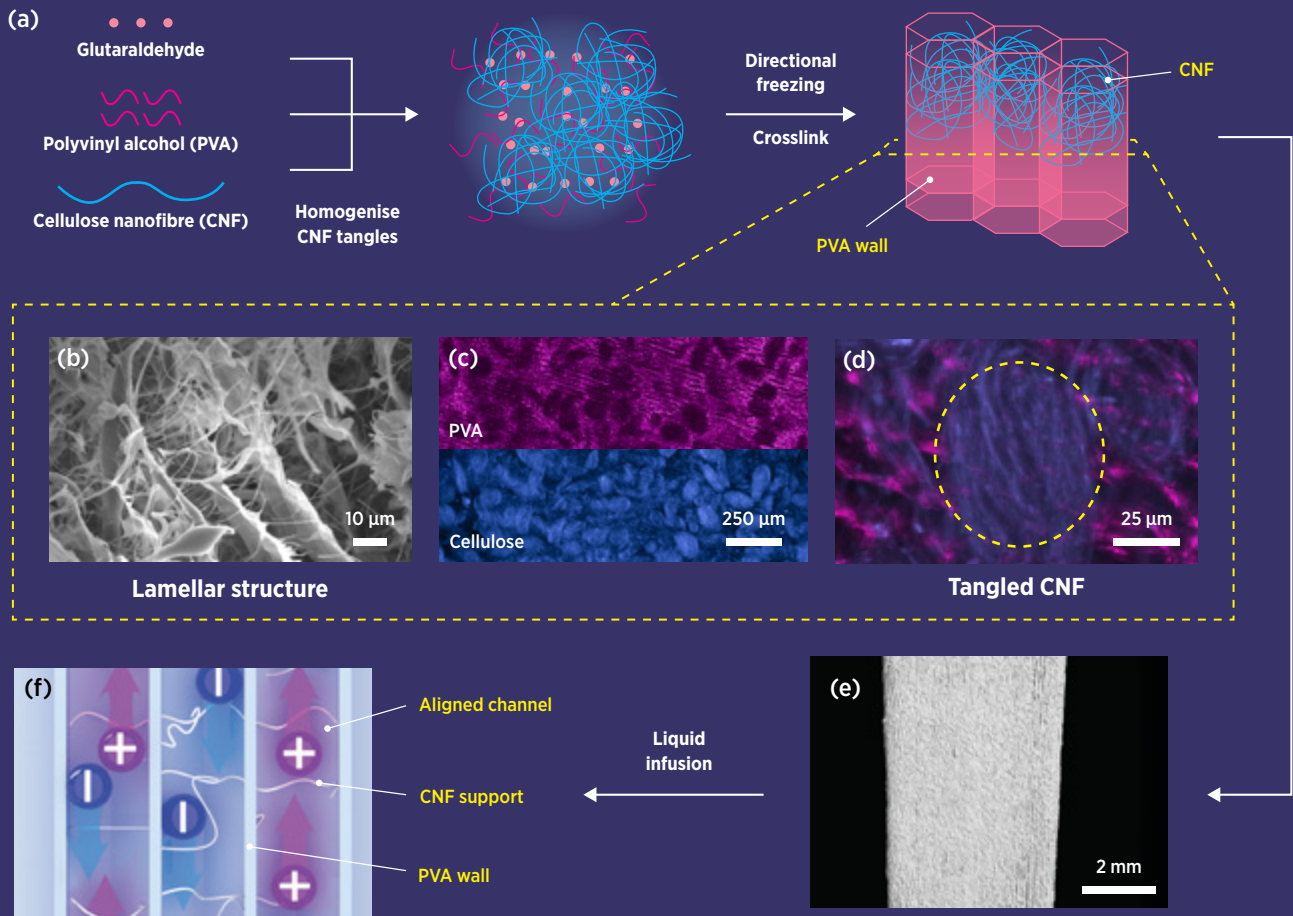 (a)
Glutaraldehyde
Polyvinyl alcohol (PVA)
Cellulose nanofibre (CNF)
Homogenise
CNF tangles
Directional
freezing
Crosslink
CNF
PVA wall
(b)
10 µm
Lamellar structure
(c)
PVA
Cellulose
250 µm
(d)
25 µm
Tangled CNF
(f)
Aligned channel
CNF support
PVA wall
Liquid
infusion
(e)
2 mm